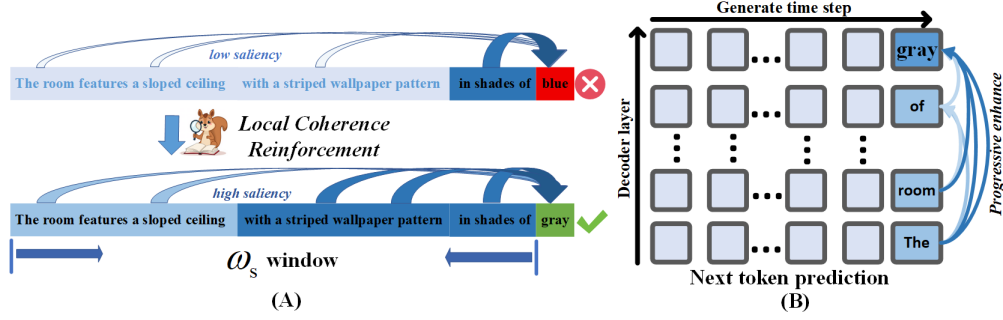 low saliency
The room features a sloped ceiling with a striped wallpaper pattern in shades of blue
Local Coherence
Reinforcement
high saliency
The room features a sloped ceiling with a striped wallpaper pattern in shades of gray
ωs window
(A)
Generate time step
Decoder layer
gray
of
room
The
Progressive enhance
Next token prediction
(B)